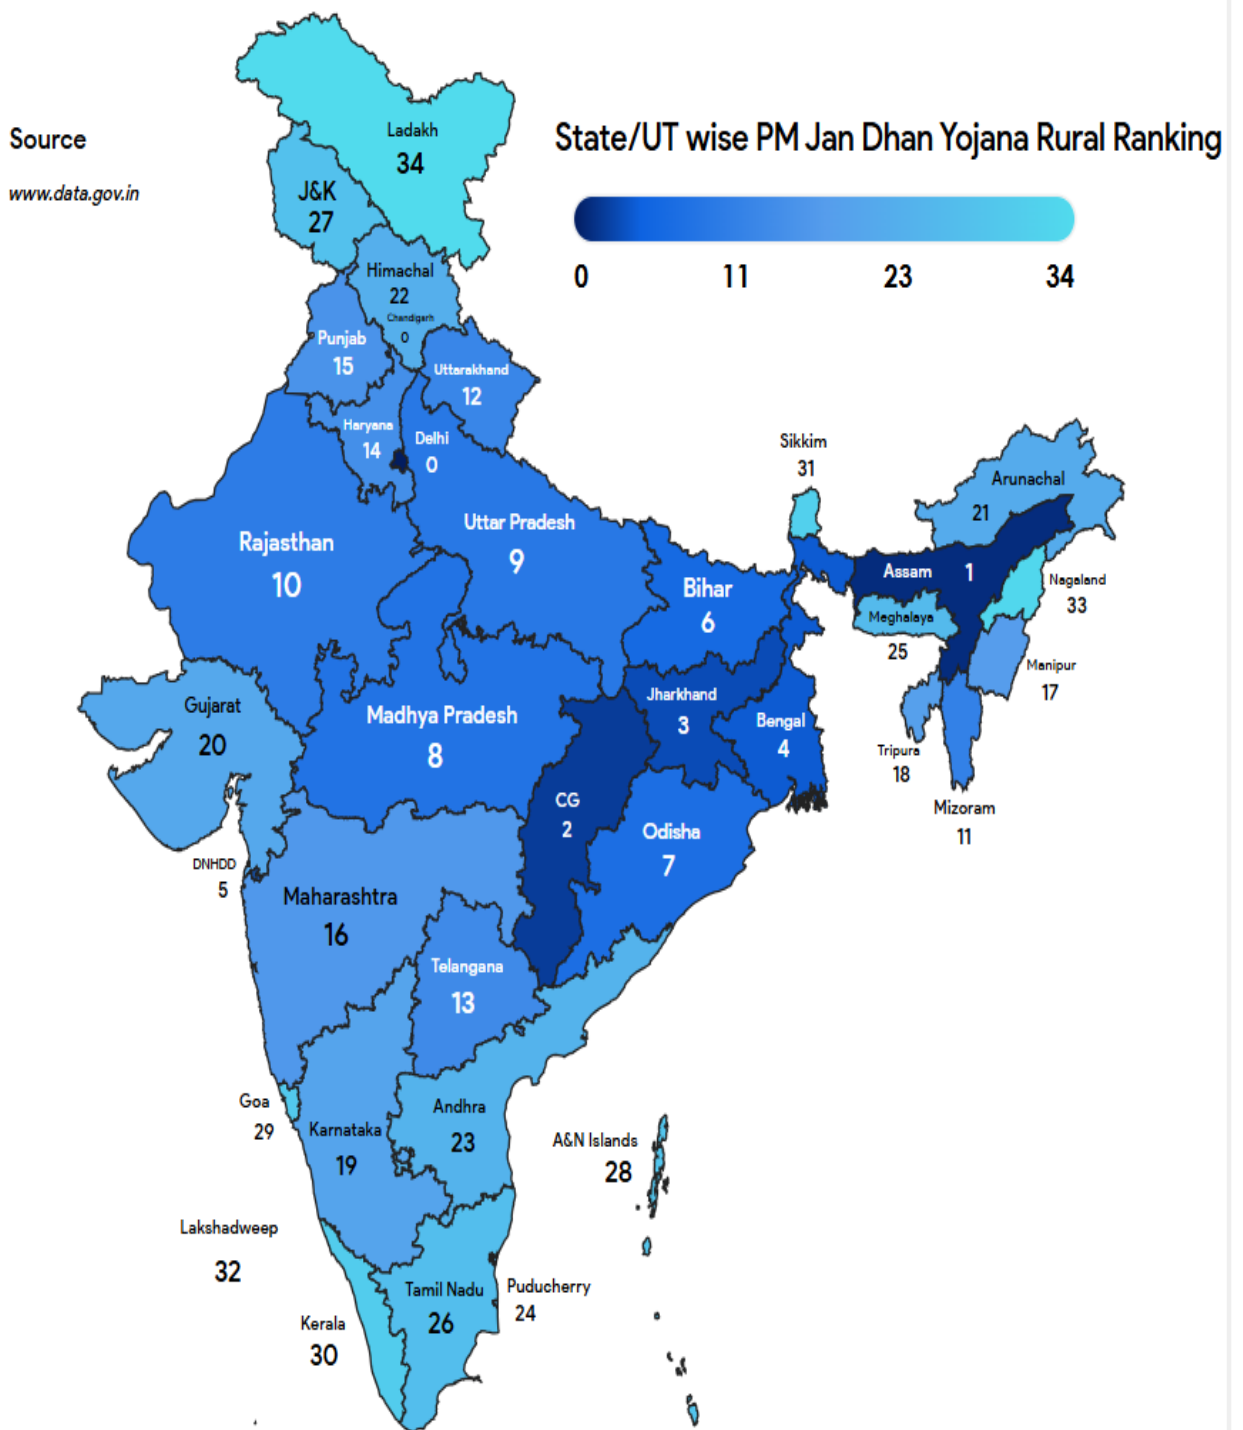 Source
www.data.gov.in
State/UT wise PM Jan Dhan Yojana Rural Ranking
0 11 23 34
Ladakh
34
J&K
27
Himachal
22
Chandigarh
0
Punjab
15
Uttarakhand
12
Haryana
14
Delhi
0
Sikkim
31
Arunachal
21
Rajasthan
10
Uttar Pradesh
9
Bihar
6
Assam 1
Nagaland
33
Meghalaya
25
Manipur
17
Tripura
18
Mizoram
11
Gujarat
20
Madhya Pradesh
8
Jharkhand
3
Bengal
4
CG
2
Odisha
7
DNHDD
5
Maharashtra
16
Telangana
13
Goa
29
Karnataka
19
Andhra
23
A&N Islands
28
Lakshadweep
32
Kerala
30
Tamil Nadu
26
Puducherry
24